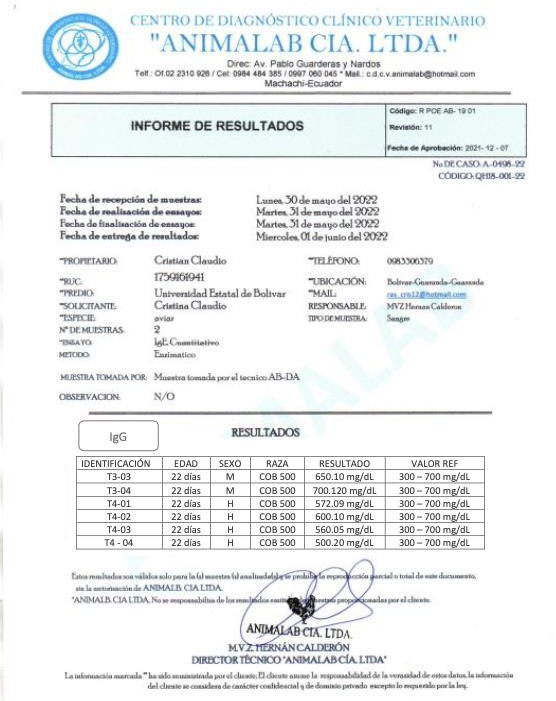 CENTRO DE DIAGNÓSTICO CLÍNICO VETERINARIO
"ANIMALAB CIA. LTDA."
Direc: Av. Pablo Guarderas y Nardos
Telf.: Of.02 2310 926 / Cel: 0984 484 385 / 0997 060 045 * Mail.: c.d.c.v.animalab@hotmail.com
Machachi-Ecuador
INFORME DE RESULTADOS
Código: R POE AB- 19 01
Revisión: 11
Fecha de Aprobación: 2021- 12 - 07
No DE CASO: A-0498-22
CÓDIGO: QH18-001-22
Fecha de recepción de muestras: Lunes, 30 de mayo del 2022
Fecha de realización de ensayos: Martes, 31 de mayo del 2022
Fecha de finalización de ensayos: Martes, 31 de mayo del 2022
Fecha de entrega de resultados: Miercoles, 01 de junio del 2022
"PROPIETARIO: Cristian Claudio "TELÉFONO: 0983306379
"RUC: 1759161941 "UBICACIÓN: Bolivar-Guaranda-Guaranda
"PREDIO: Universidad Estatal de Bolivar "MAIL: ras_cris12@hotmail.com
"SOLICITANTE: Cristina Claudio RESPONSABLE: MVZ Hernan Calderon
"ESPECIE: aviar TIPO DE MUESTRA: Sangre
Nº DE MUESTRAS: 2
"ENSAYO: IgE Cuantitativo
METODO: Enzimatico
MUESTRA TOMADA POR: Muestra tomada por el tecnico AB-DA
OBSERVACION: N/O
IgG
RESULTADOS
IDENTIFICACIÓN EDAD SEXO RAZA RESULTADO VALOR REF
T3-03 22 días M COB 500 650.10 mg/dL 300 – 700 mg/dL
T3-04 22 días M COB 500 700.120 mg/dL 300 – 700 mg/dL
T4-01 22 días H COB 500 572.09 mg/dL 300 – 700 mg/dL
T4-02 22 días H COB 500 600.10 mg/dL 300 – 700 mg/dL
T4-03 22 días H COB 500 560.05 mg/dL 300 – 700 mg/dL
T4 - 04 22 días H COB 500 500.20 mg/dL 300 – 700 mg/dL
Estos resultados son válidos solo para la (s) muestra (s) analizada(s) y se prohíbe la reproducción parcial o total de este documento,
sin la autorización de ANIMALB. CIA LTDA.
"ANIMALB. CIA LTDA. No se responsabiliza de los resultados muestras proporcionadas por el cliente.
ANIMALAB CIA. LTDA.
M.V.Z. HERNÁN CALDERÓN
DIRECTOR TÉCNICO "ANIMALAB CÍA. LTDA"
La información marcada " ha sido suministrada por el cliente; El cliente asume la responsabilidad de la verasidad de estos datos, la información
del cliente se considera de carácter confidencial y de dominio privado excepto lo requerido por la ley.